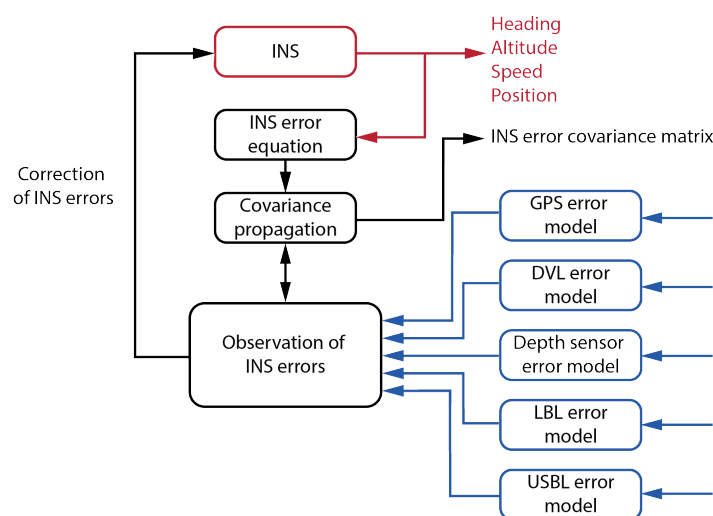 INS
Heading
Altitude
Speed
Position
INS error
equation
INS error covariance matrix
Correction
of INS errors
Covariance
propagation
GPS error
model
DVL error
model
Observation of
INS errors
Depth sensor
error model
LBL error
model
USBL error
model